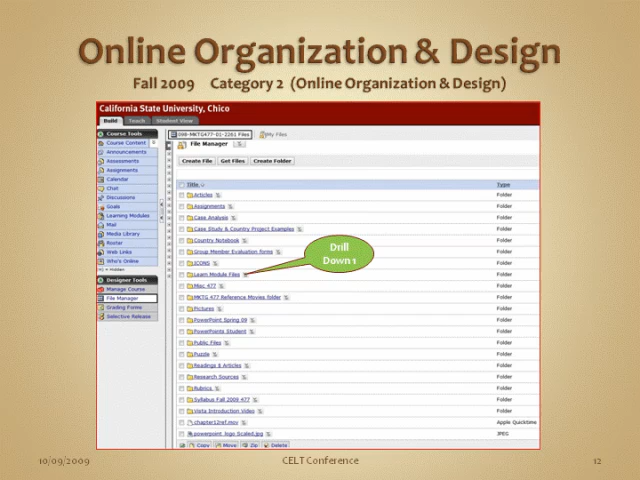 Online Organization & Design
Fall 2009 Category 2 (Online Organization & Design)
California State University, Chico
Build Teach Student View
Course Tools
Course Content
Announcements
Assessments
Assignments
Calendar
Chat
Discussions
Goals
Learning Modules
Mail
Media Library
Roster
Web Links
Who's Online
= Hidden
Designer Tools
Manage Course
File Manager
Grading Forms
Selective Release
My Files
File Manager
Create File Get Files Create Folder
Title Type
Articles Folder
Assignments Folder
Case Analysis Folder
Case Study & Country Project Examples Folder
Country Notebook Folder
Group Member Evaluation forms Folder
ICONS Folder
Learn Module Files Folder
Misc 477 Folder
MKTG 477 Reference Movies folder Folder
Pictures Folder
PowerPoint Spring 09 Folder
PowerPoints Student Folder
Public Files Folder
Puzzle Folder
Readings & Articles Folder
Research Sources Folder
Rubrics Folder
Syllabus Fall 2008 477 Folder
Vista Introduction Video Folder
chapter12ref.mov Apple Quicktime
powerpoint_logo Scaled.jpg JPEG
Copy Move Zip Delete
Drill
Down 1
10/09/2009 CELT Conference 12